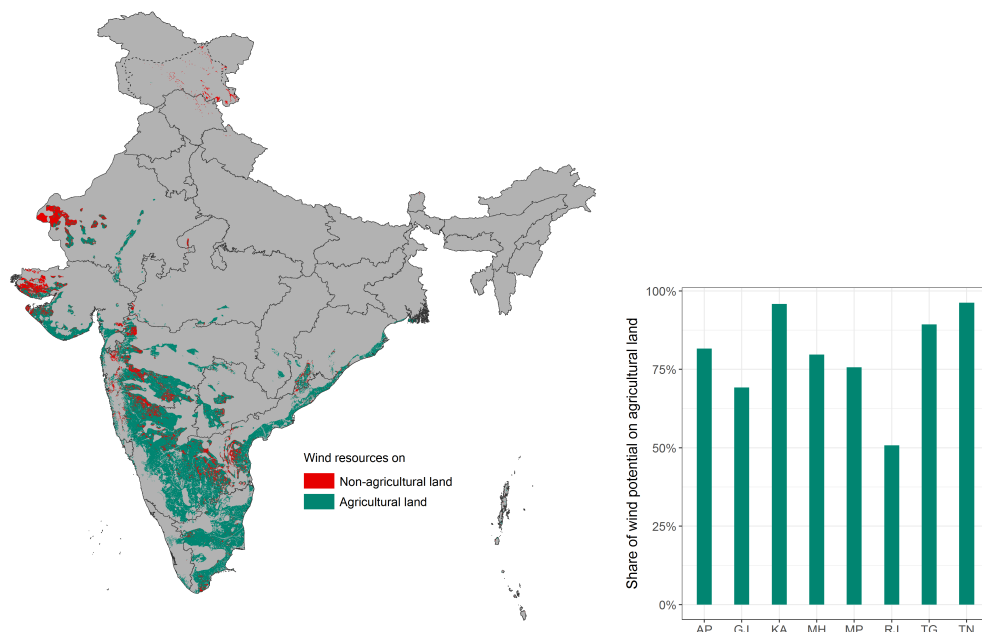 Wind resources on
Non-agricultural land
Agricultural land
Share of wind potential on agricultural land
100%
75%
50%
25%
0%
AP GJ KA MH MP RJ TG TN